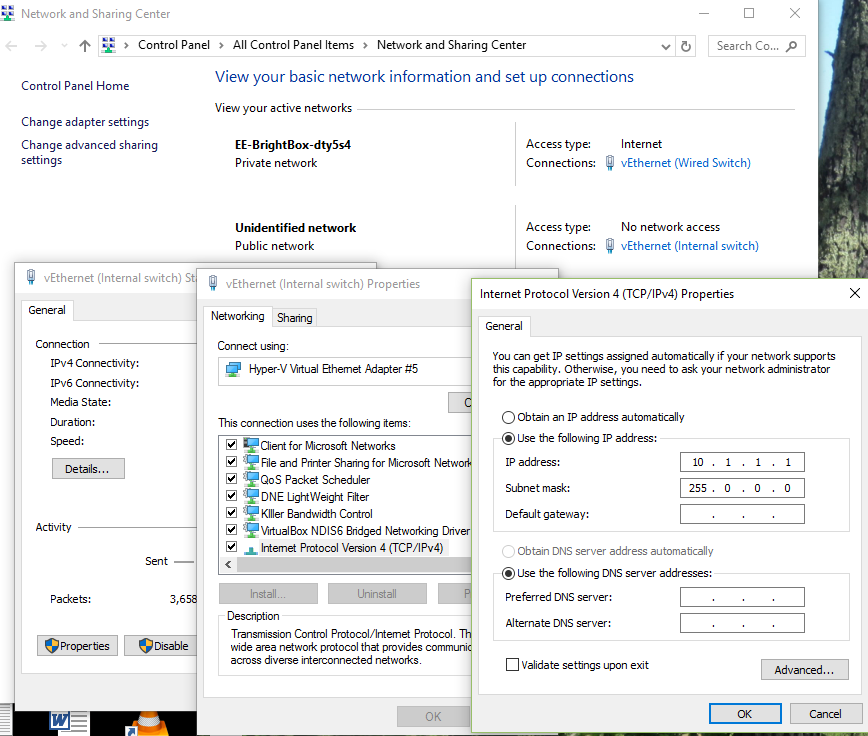 Network and Sharing Center
Control Panel > All Control Panel Items > Network and Sharing Center
Search Co...
Control Panel Home
Change adapter settings
Change advanced sharing
settings
View your basic network information and set up connections
View your active networks
EE-BrightBox-dty5s4
Private network
Access type: Internet
Connections: vEthernet (Wired Switch)
Unidentified network
Public network
Access type: No network access
Connections: vEthernet (Internal switch)
vEthernet (Internal switch) Sta
General
Connection
IPv4 Connectivity:
IPv6 Connectivity:
Media State:
Duration:
Speed:
Details...
Activity
Sent
Packets: 3,658
Properties
Disable
vEthernet (Internal switch) Properties
Networking
Sharing
Connect using:
Hyper-V Virtual Ethernet Adapter #5
C
This connection uses the following items:
Client for Microsoft Networks
File and Printer Sharing for Microsoft Network
QoS Packet Scheduler
DNE LightWeight Filter
KIller Bandwidth Control
VirtualBox NDIS6 Bridged Networking Driver
Internet Protocol Version 4 (TCP/IPv4)
Install...
Uninstall
P
Description
Transmission Control Protocol/Internet Protocol. Th
wide area network protocol that provides communic
across diverse interconnected networks.
OK
Internet Protocol Version 4 (TCP/IPv4) Properties
General
You can get IP settings assigned automatically if your network supports
this capability. Otherwise, you need to ask your network administrator
for the appropriate IP settings.
Obtain an IP address automatically
Use the following IP address:
IP address: 10 . 1 . 1 . 1
Subnet mask: 255 . 0 . 0 . 0
Default gateway: . . .
Obtain DNS server address automatically
Use the following DNS server addresses:
Preferred DNS server: . . .
Alternate DNS server: . . .
Validate settings upon exit
Advanced...
OK
Cancel
W